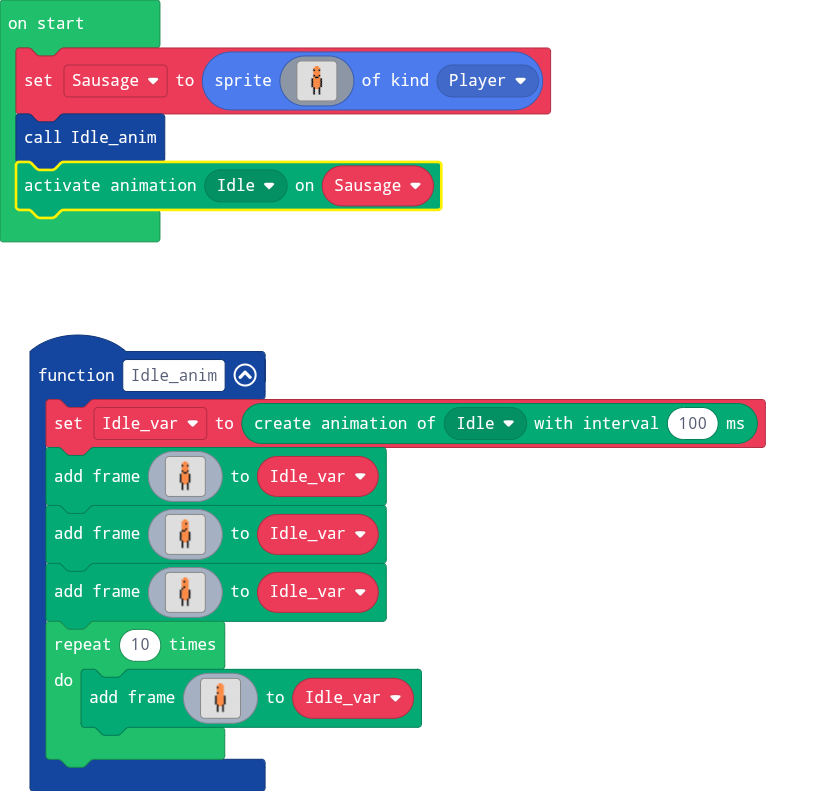 on start
set Sausage to sprite of kind Player
call Idle_anim
activate animation Idle on Sausage
function Idle_anim
set Idle_var to create animation of Idle with interval 100 ms
add frame to Idle_var
add frame to Idle_var
add frame to Idle_var
repeat 10 times
do
add frame to Idle_var